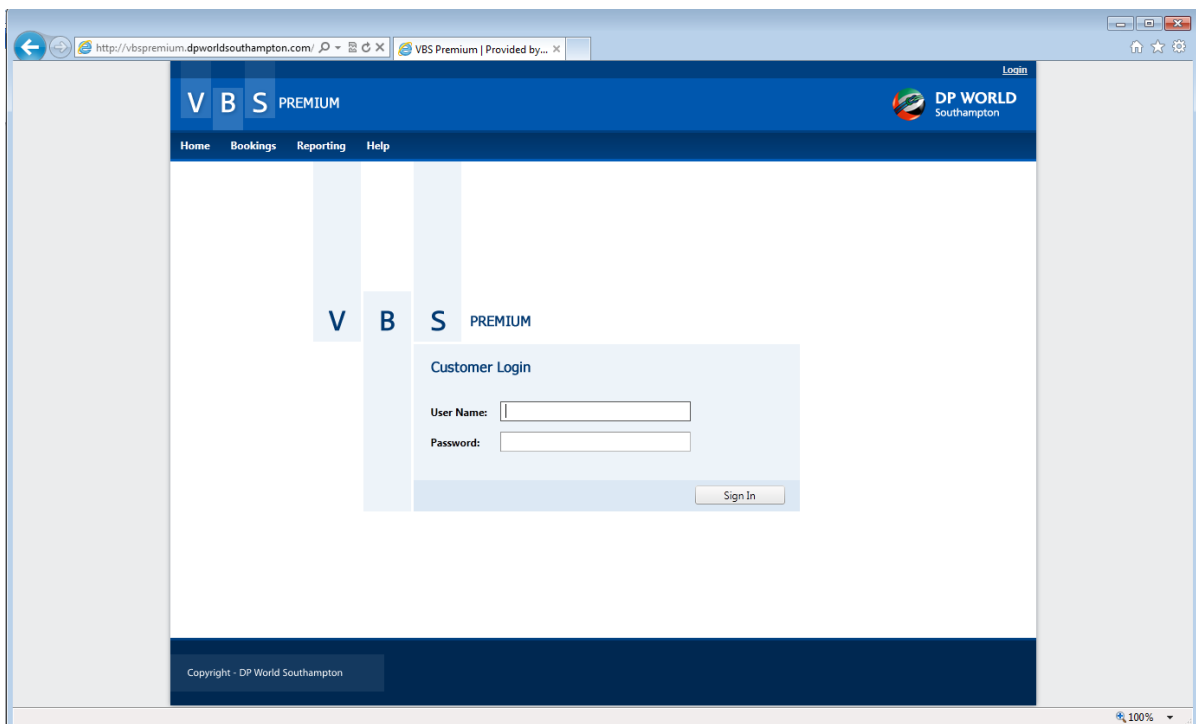 http://vbspremium.dpworldsouthampton.com/
VBS Premium | Provided by...
Login
V B S PREMIUM
DP WORLD
Southampton
Home Bookings Reporting Help
V B S PREMIUM
Customer Login
User Name:
Password:
Sign In
Copyright - DP World Southampton
100%